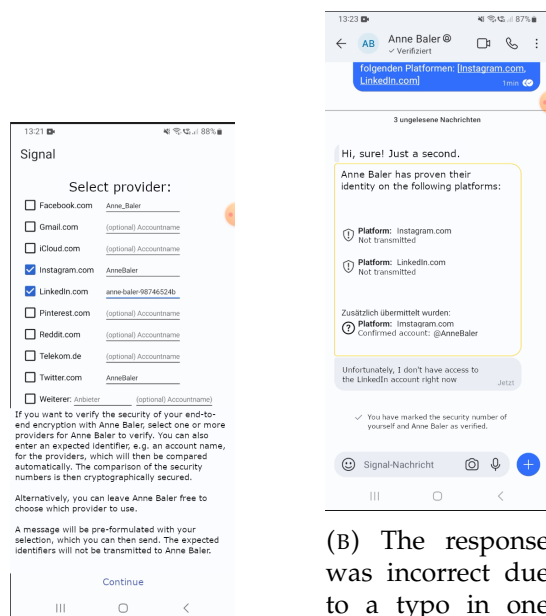 13:21 88%
Signal
Select provider:
Facebook.com Anne_Baler
Gmail.com (optional) Accountname
iCloud.com (optional) Accountname
Instagram.com AnneBaler
LinkedIn.com anne-baler-98746524b
Pinterest.com (optional) Accountname
Reddit.com (optional) Accountname
Telekom.de (optional) Accountname
Twitter.com AnneBaler
Weiterer: Anbieter (optional) Accountname)
If you want to verify the security of your end-to-
end encryption with Anne Baler, select one or more
providers for Anne Baler to verify. You can also
enter an expected identifier, e.g. an account name,
for the providers, which will then be compared
automatically. The comparison of the security
numbers is then cryptographically secured.
Alternatively, you can leave Anne Baler free to
choose which provider to use.
A message will be pre-formulated with your
selection, which you can then send. The expected
identifiers will not be transmitted to Anne Baler.
Continue
13:23 87%
AB Anne Baler
✓ Verifiziert
folgenden Platformen: [Instagram.com,
LinkedIn.com]
1min
3 ungelesene Nachrichten
Hi, sure! Just a second.
Anne Baler has proven their
identity on the following platforms:
Platform: Instagram.com
Not transmitted
Platform: LinkedIn.com
Not transmitted
Zusätzlich übermittelt wurden:
Platform: Imstagram.com
Confirmed account: @AnneBaler
Unfortunately, I don't have access to
the LinkedIn account right now
Jetzt
✓ You have marked the security number of
yourself and Anne Baler as verified.
Signal-Nachricht
(B) The response
was incorrect due
to a typo in one